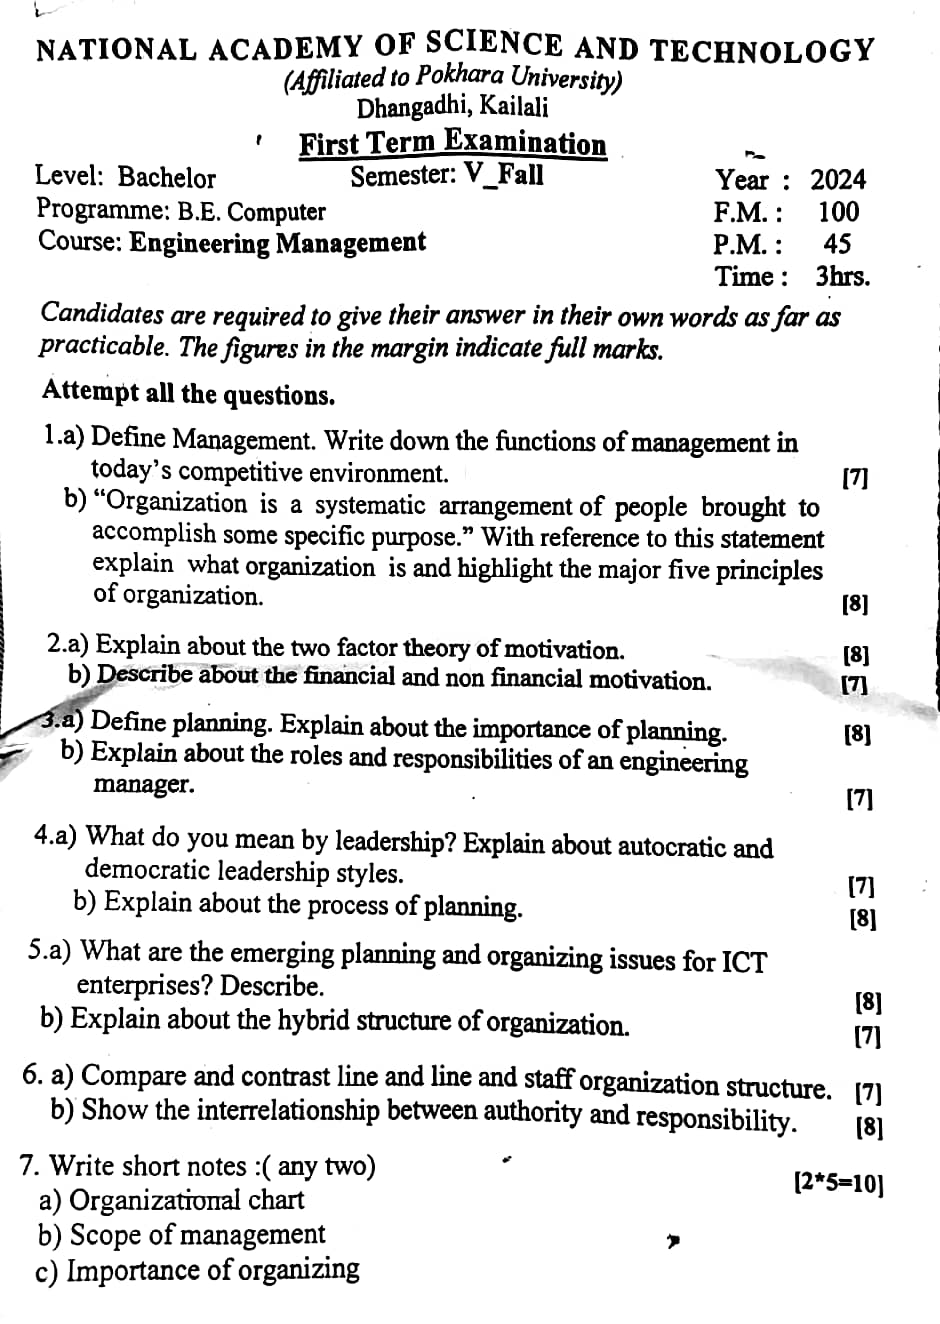 NATIONAL ACADEMY OF SCIENCE AND TECHNOLOGY
(Affiliated to Pokhara University)
Dhangadhi, Kailali
First Term Examination
Level: Bachelor Semester: V_Fall Year : 2024
Programme: B.E. Computer F.M. : 100
Course: Engineering Management P.M. : 45
Time : 3hrs.
Candidates are required to give their answer in their own words as far as
practicable. The figures in the margin indicate full marks.
Attempt all the questions.
1.a) Define Management. Write down the functions of management in
today's competitive environment. [7]
b) “Organization is a systematic arrangement of people brought to
accomplish some specific purpose.” With reference to this statement
explain what organization is and highlight the major five principles
of organization. [8]
2.a) Explain about the two factor theory of motivation. [8]
b) Describe about the financial and non financial motivation. [7]
3.a) Define planning. Explain about the importance of planning. [8]
b) Explain about the roles and responsibilities of an engineering
manager. [7]
4.a) What do you mean by leadership? Explain about autocratic and
democratic leadership styles. [7]
b) Explain about the process of planning. [8]
5.a) What are the emerging planning and organizing issues for ICT
enterprises? Describe. [8]
b) Explain about the hybrid structure of organization. [7]
6. a) Compare and contrast line and line and staff organization structure. [7]
b) Show the interrelationship between authority and responsibility. [8]
7. Write short notes :( any two) [2*5=10]
a) Organizational chart
b) Scope of management
c) Importance of organizing